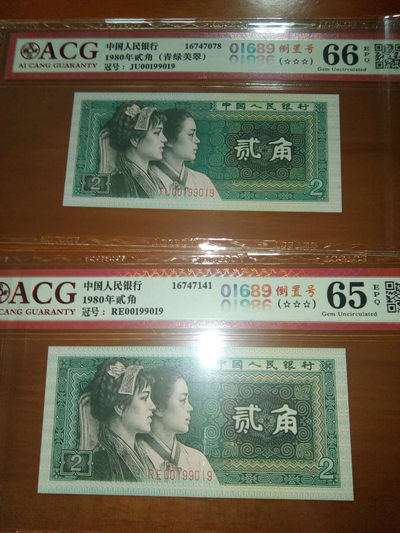 ACG
AI CANG GUARANTY
中国人民银行 16747078
1980年贰角（青绿美翠）
冠号：JU00199019
01689 倒置号
01986 (☆☆☆)
66 EPQ
Gem Uncirculated
中国人民银行
贰角
JU00199019
2
2
ACG
CANG GUARANTY
中国人民银行 16747141
1980年贰角
冠号：RE00199019
01689 倒置号
01986 (☆☆☆)
65 EPQ
Gem Uncirculated
中国人民银行
贰角
RE00199019
2
2